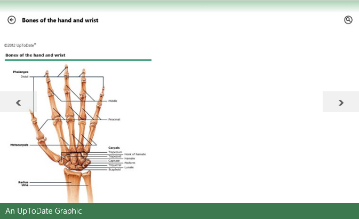 Bones of the hand and wrist
©2012 UpToDate®
Bones of the hand and wrist
Phalanges
Distal
Middle
Proximal
Metacarpals
Carpals
Trapezium
Trapezoid
Capitate
Scaphoid
Hook of hamate
Hamate
Pisiform
Lunate
Radius
Ulna
An UpToDate Graphic